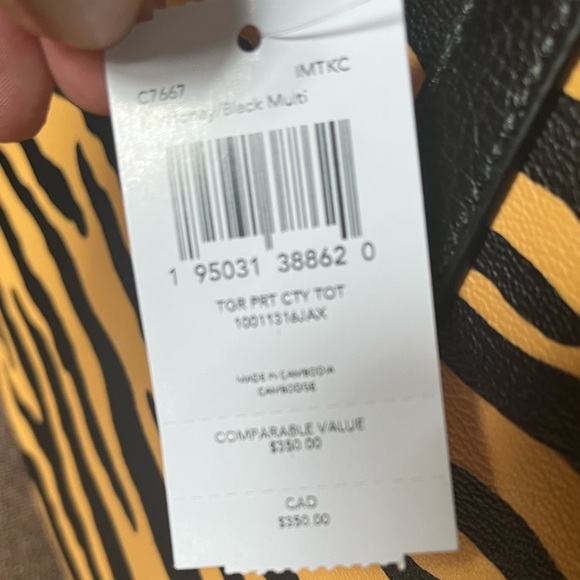 C7667 IMTKC
Honey/Black Multi
1 95031 38862 0
TGR PRT CTY TOT
10011316JAX
MADE IN CAMBODIA
CAMBODGE
COMPARABLE VALUE
$350.00
CAD
$350.00